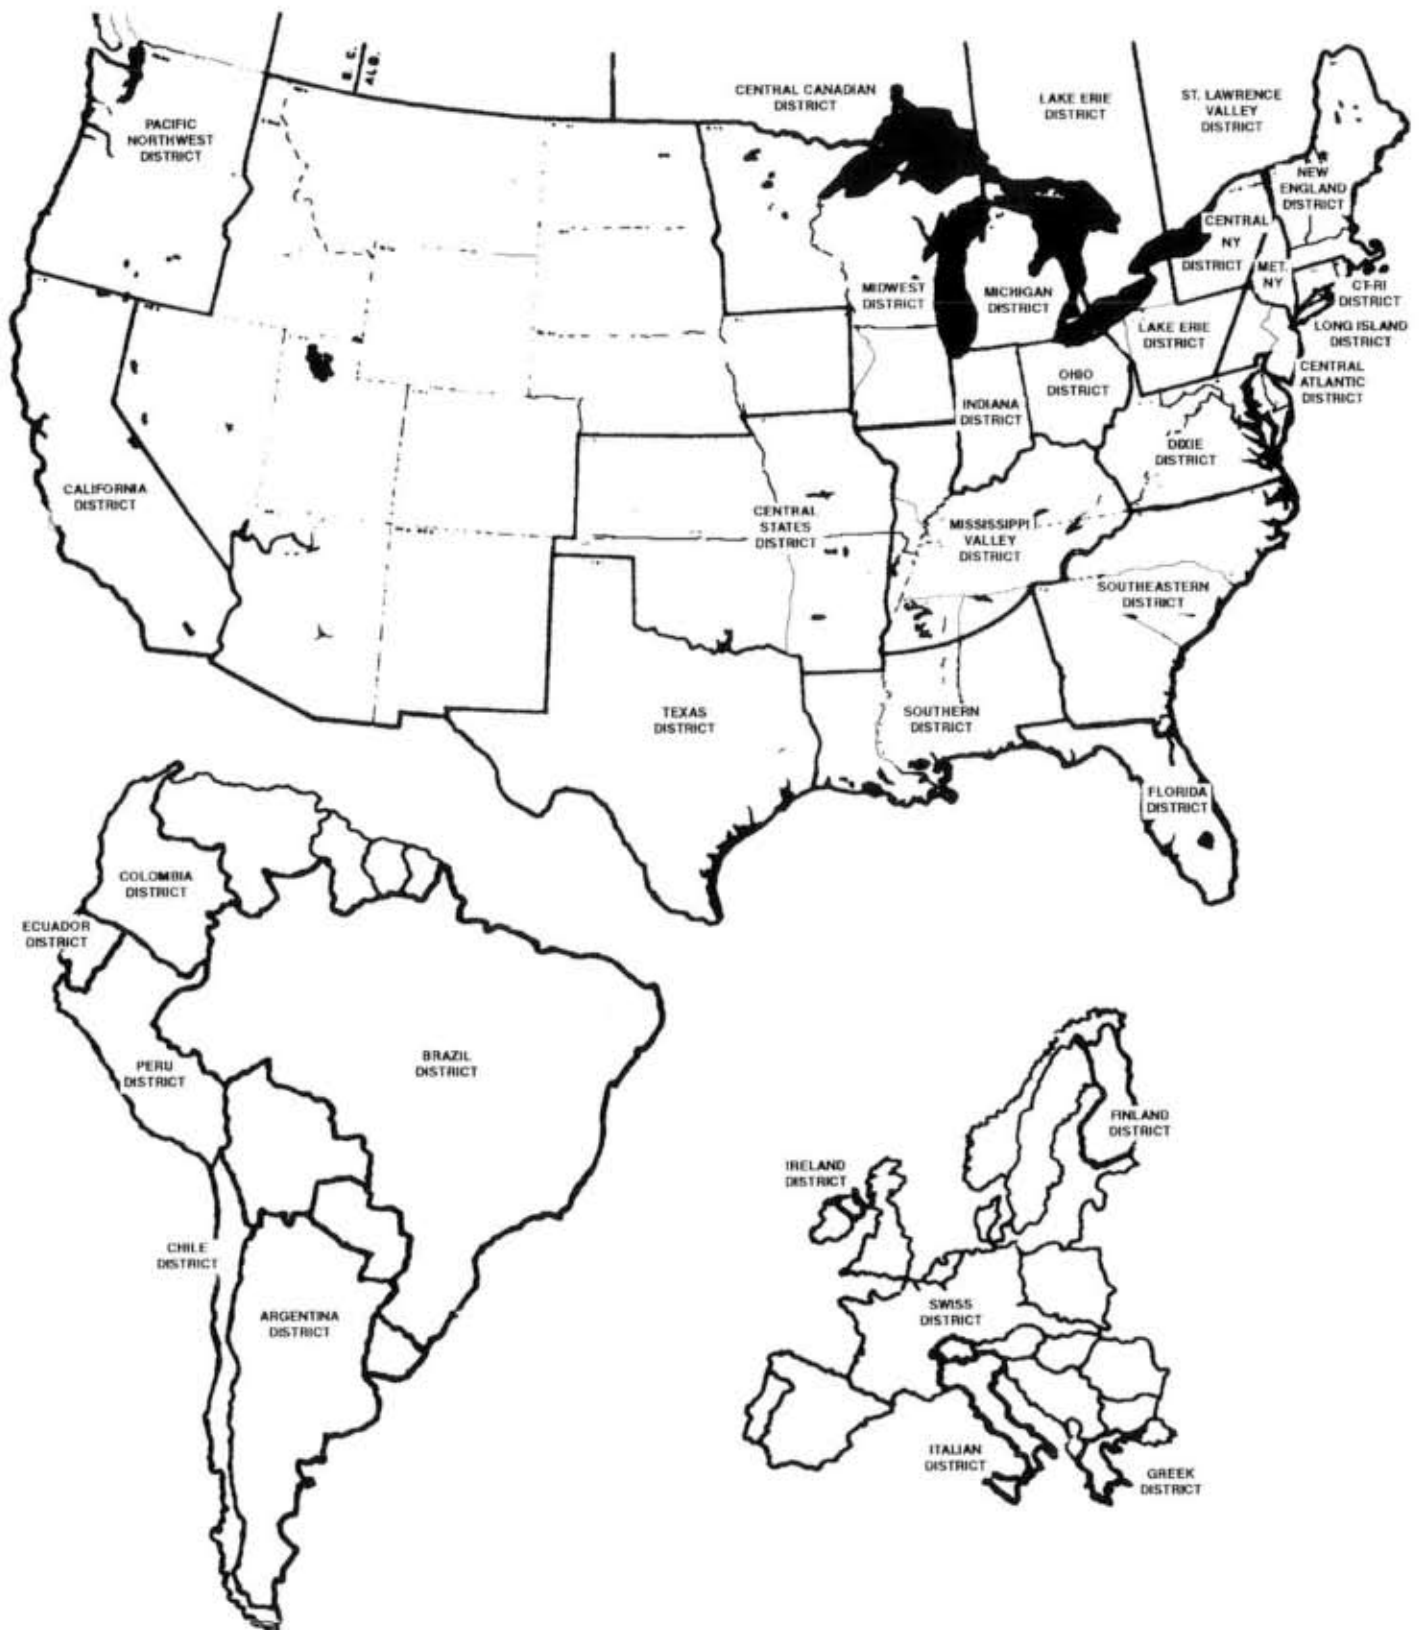 B. C.
ALB.
CENTRAL CANADIAN
DISTRICT
LAKE ERIE
DISTRICT
ST. LAWRENCE
VALLEY
DISTRICT
PACIFIC
NORTHWEST
DISTRICT
NEW
ENGLAND
DISTRICT
CENTRAL
NY
DISTRICT
MET.
NY
CT-RI
DISTRICT
MIDWEST
DISTRICT
MICHIGAN
DISTRICT
LAKE ERIE
DISTRICT
LONG ISLAND
DISTRICT
CENTRAL
ATLANTIC
DISTRICT
OHIO
DISTRICT
INDIANA
DISTRICT
DIXIE
DISTRICT
CALIFORNIA
DISTRICT
CENTRAL
STATES
DISTRICT
MISSISSIPPI
VALLEY
DISTRICT
SOUTHEASTERN
DISTRICT
TEXAS
DISTRICT
SOUTHERN
DISTRICT
FLORIDA
DISTRICT
COLOMBIA
DISTRICT
ECUADOR
DISTRICT
PERU
DISTRICT
BRAZIL
DISTRICT
CHILE
DISTRICT
ARGENTINA
DISTRICT
FINLAND
DISTRICT
IRELAND
DISTRICT
SWISS
DISTRICT
ITALIAN
DISTRICT
GREEK
DISTRICT